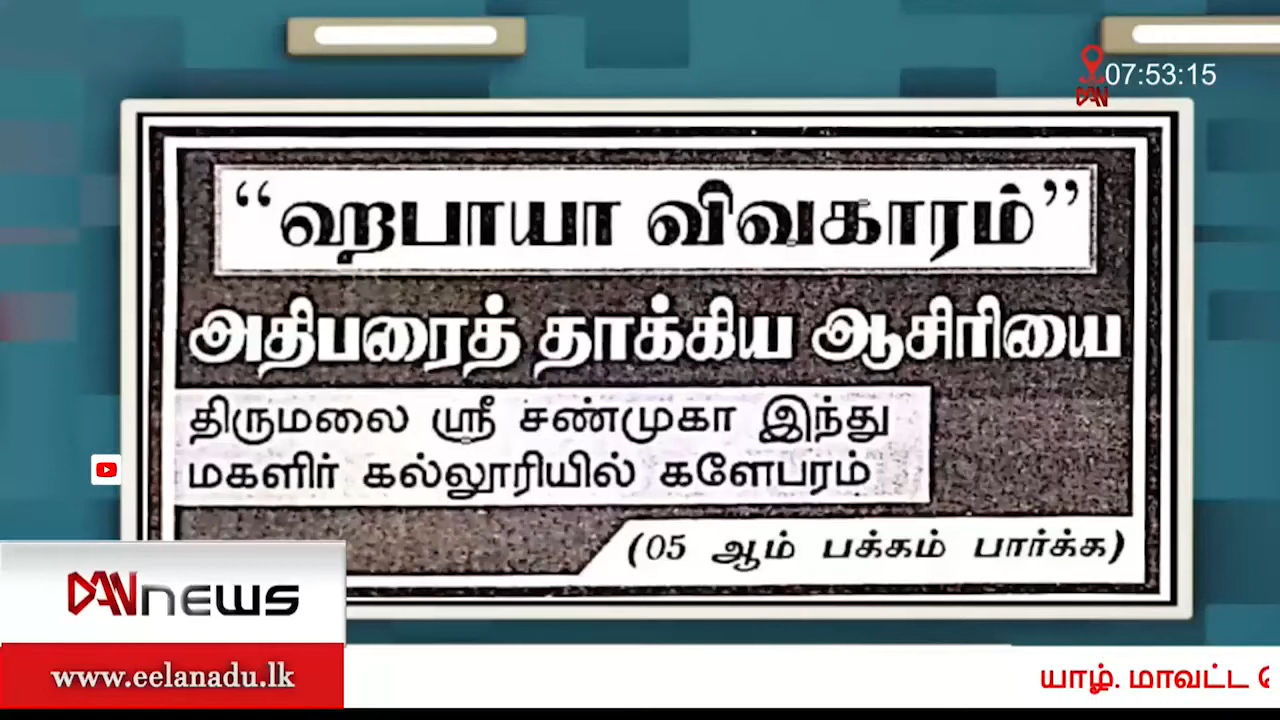 07:53:15
DAN
“ஹபாயா விவகாரம்”
அதிபரைத் தாக்கிய ஆசிரியை
திருமலை ஸ்ரீ சண்முகா இந்து
மகளிர் கல்லூரியில் களேபரம்
(05 ஆம் பக்கம் பார்க்க)
DAN news
www.eelanadu.lk
யாழ். மாவட்ட